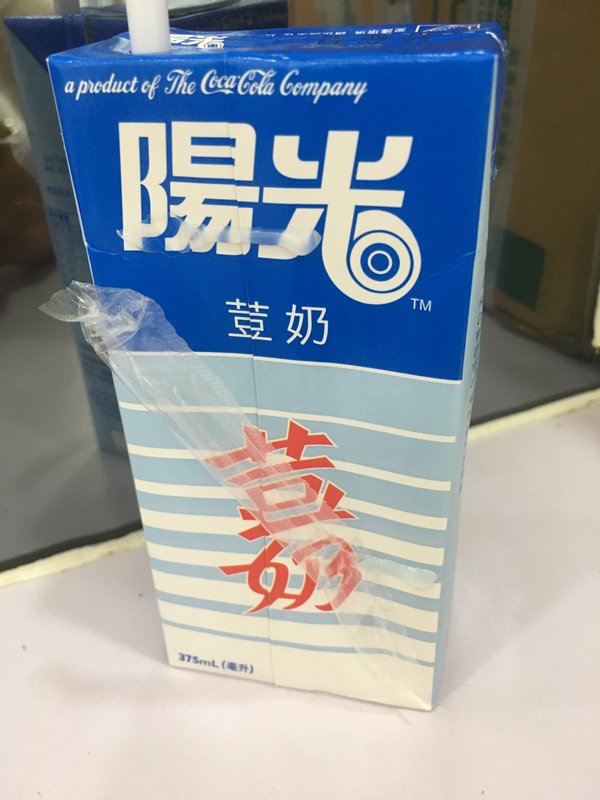 a product of The Coca-Cola Company
陽光
TM
荳奶
荳奶
375mL (毫升)